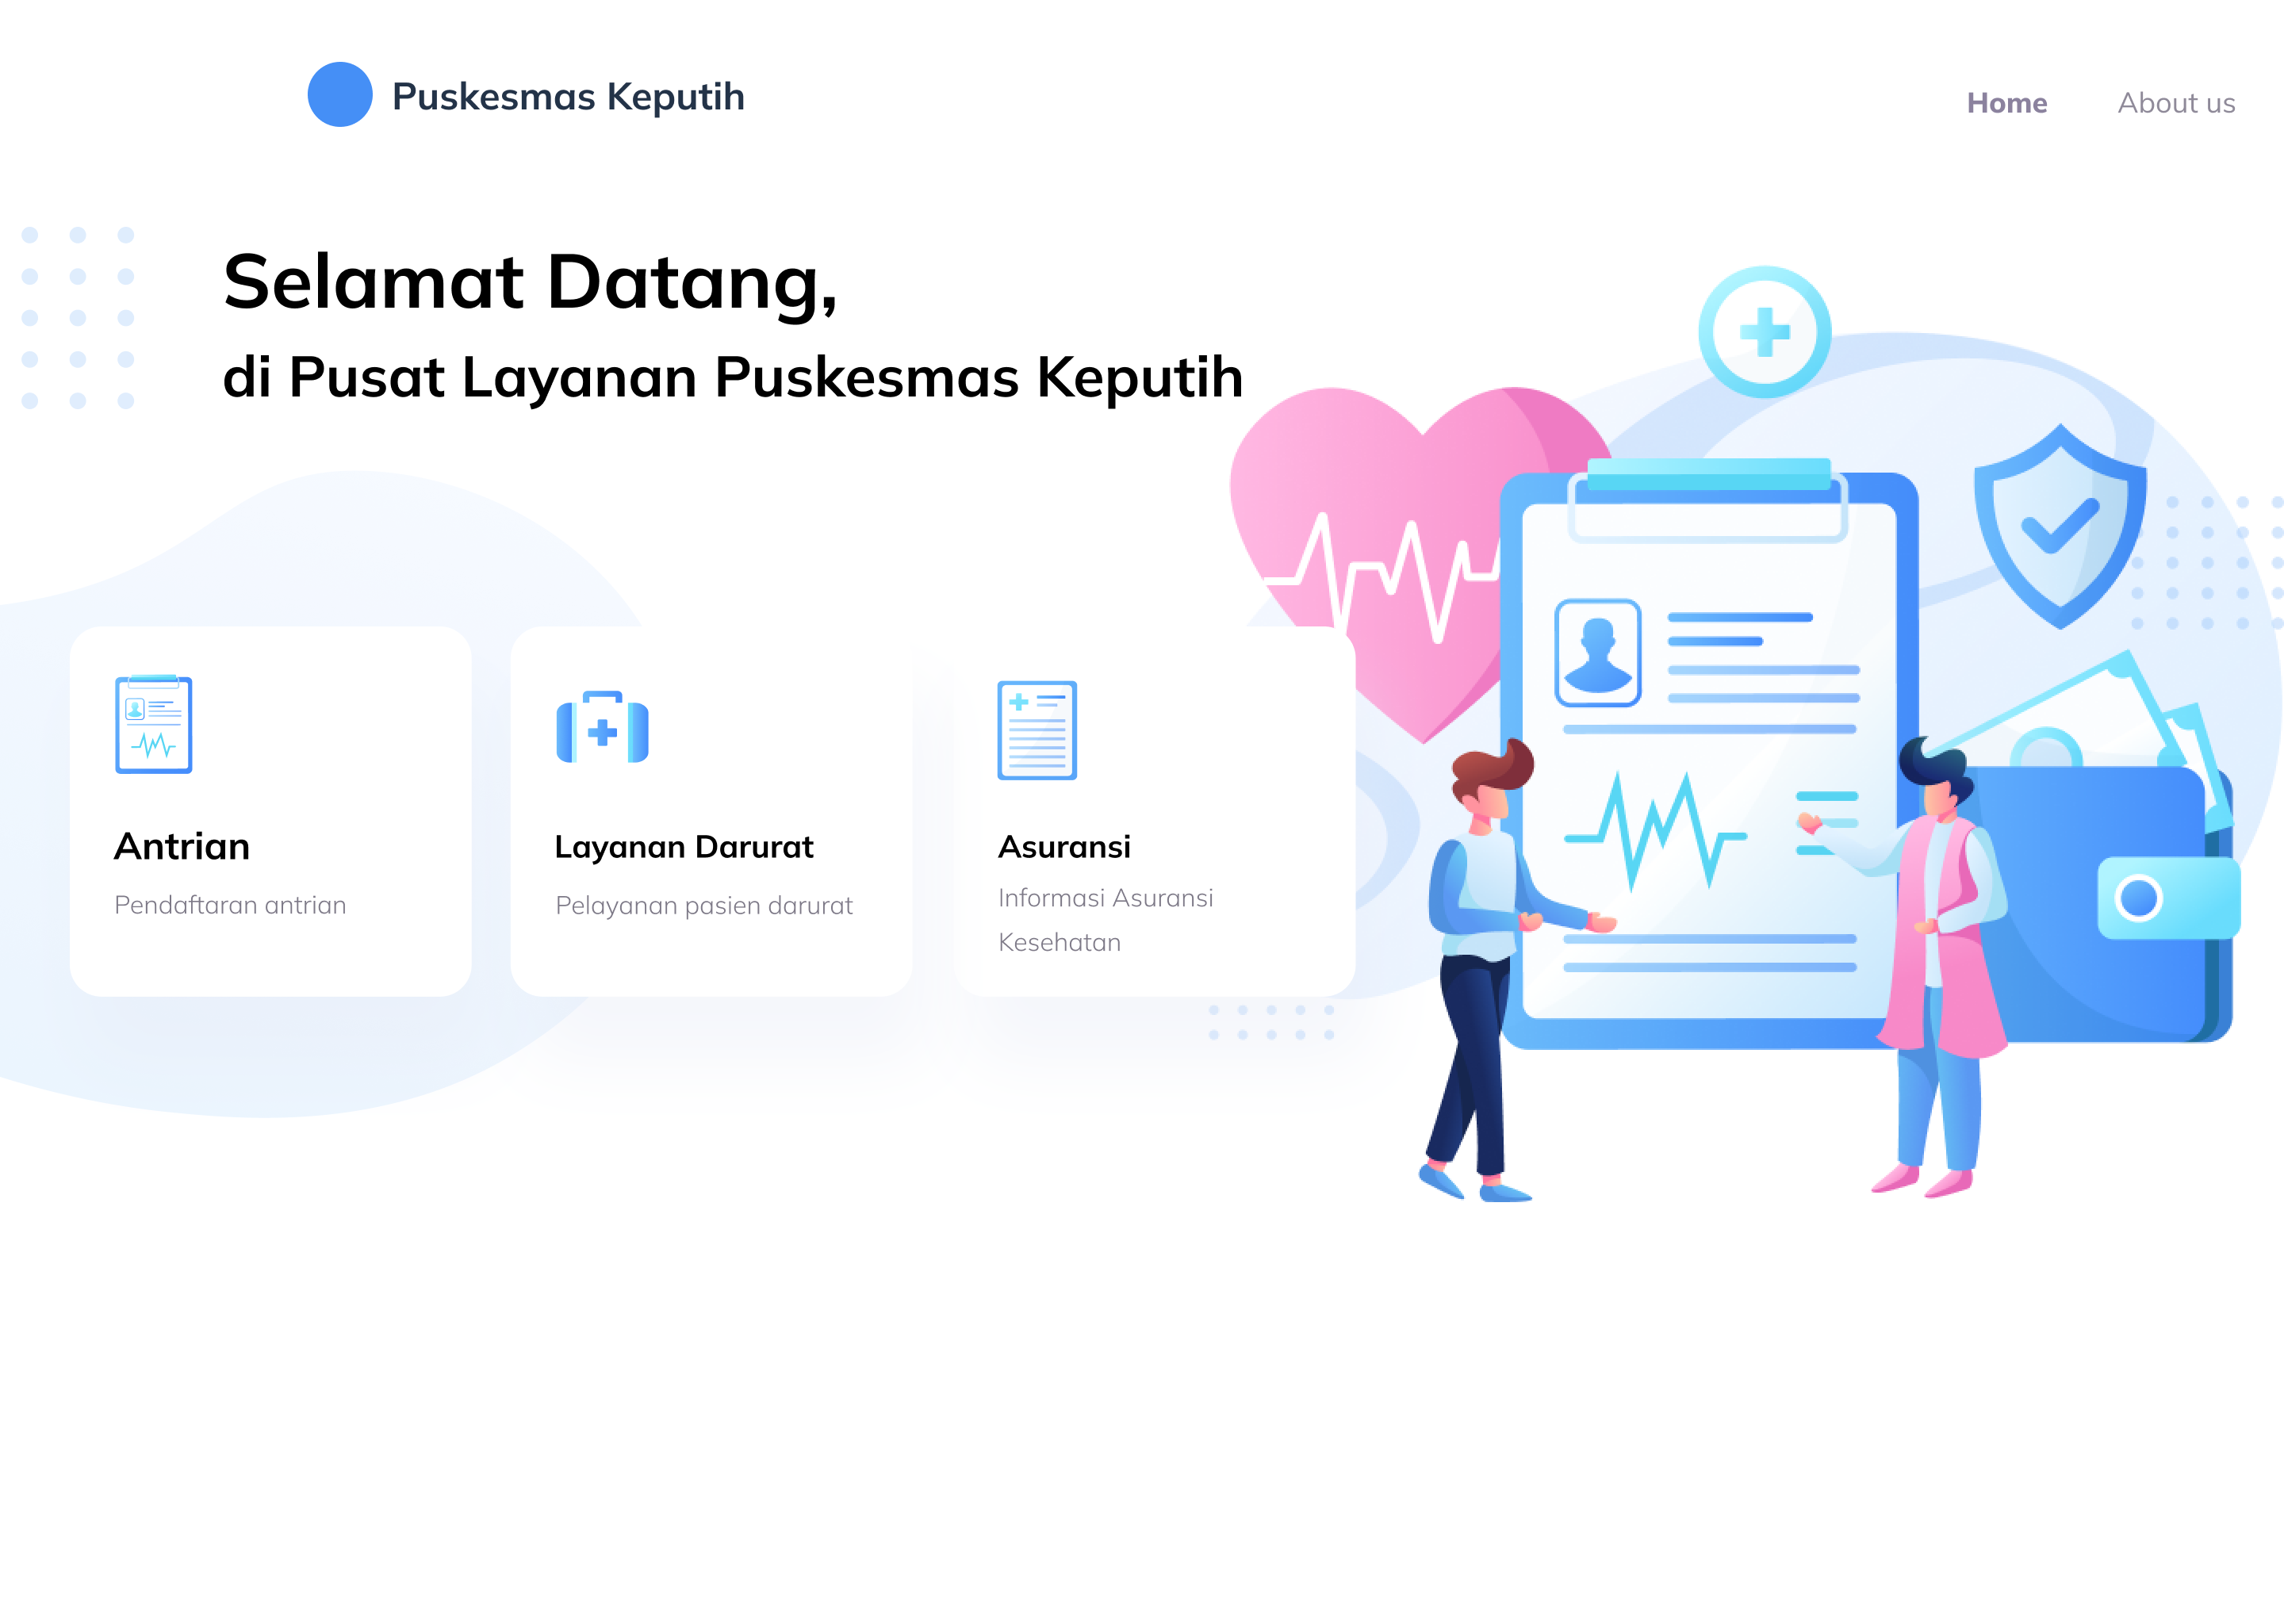 Puskesmas Keputih
Home
About us
Selamat Datang,
di Pusat Layanan Puskesmas Keputih
Antrian
Pendaftaran antrian
Layanan Darurat
Pelayanan pasien darurat
Asuransi
Informasi Asuransi
Kesehatan